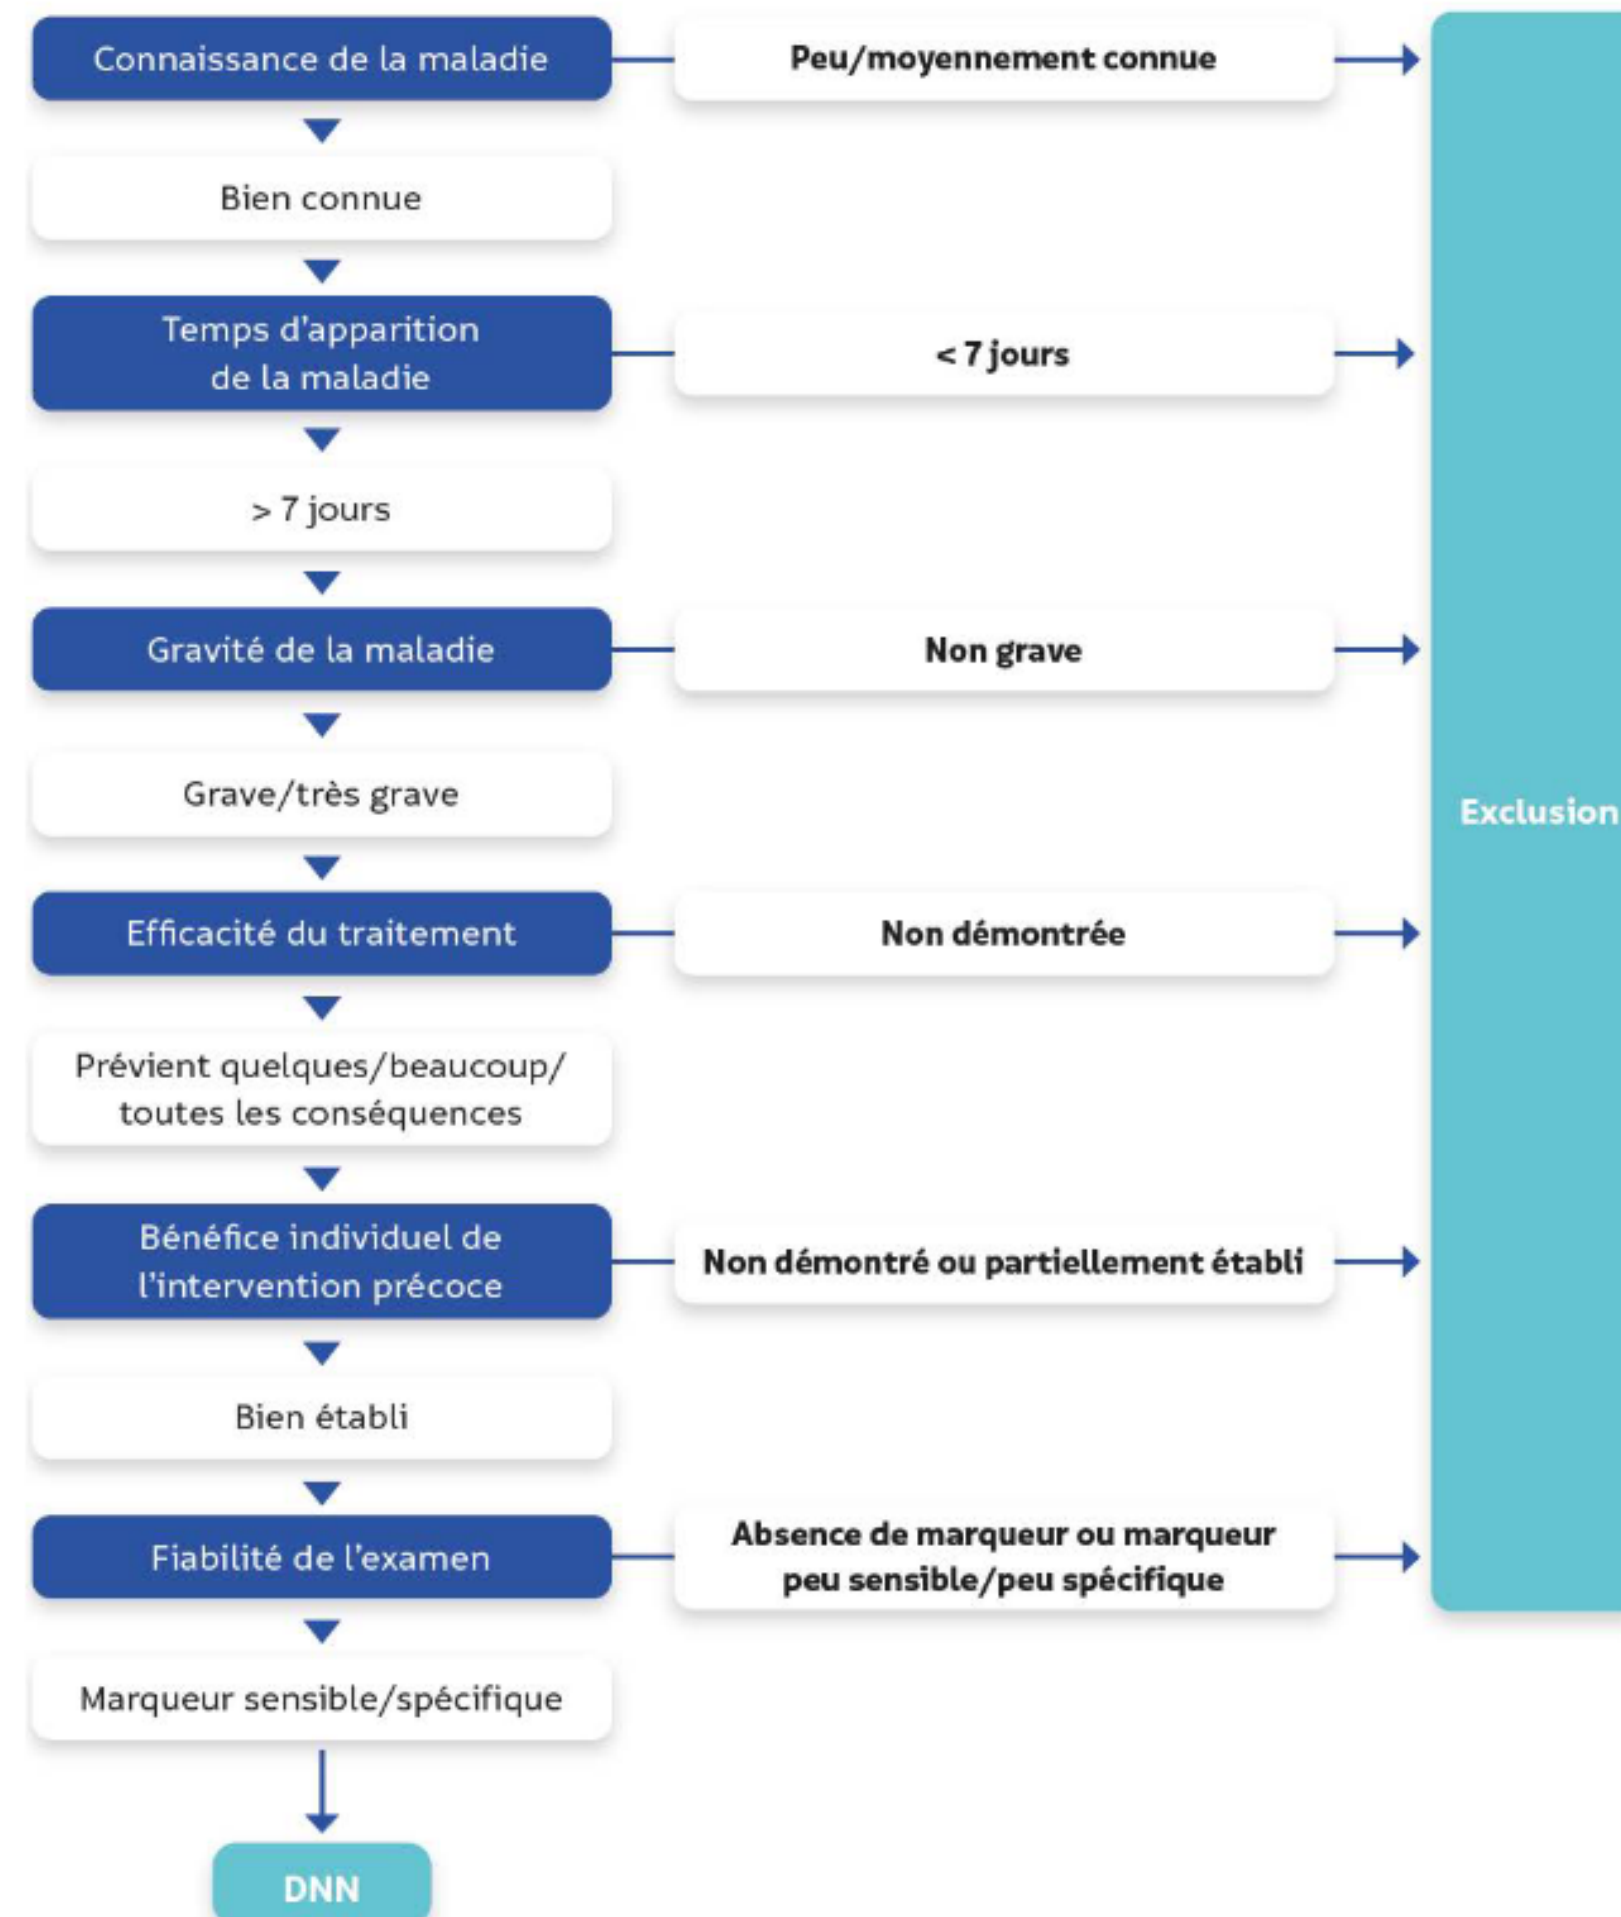 Connaissance de la maladie
Peu/moyennement connue
Bien connue
Temps d'apparition
de la maladie
< 7 jours
> 7 jours
Gravité de la maladie
Non grave
Grave/très grave
Exclusion
Efficacité du traitement
Non démontrée
Prévient quelques/beaucoup/
toutes les conséquences
Bénéfice individuel de
l'intervention précoce
Non démontré ou partiellement établi
Bien établi
Fiabilité de l'examen
Absence de marqueur ou marqueur
peu sensible/peu spécifique
Marqueur sensible/spécifique
DNN